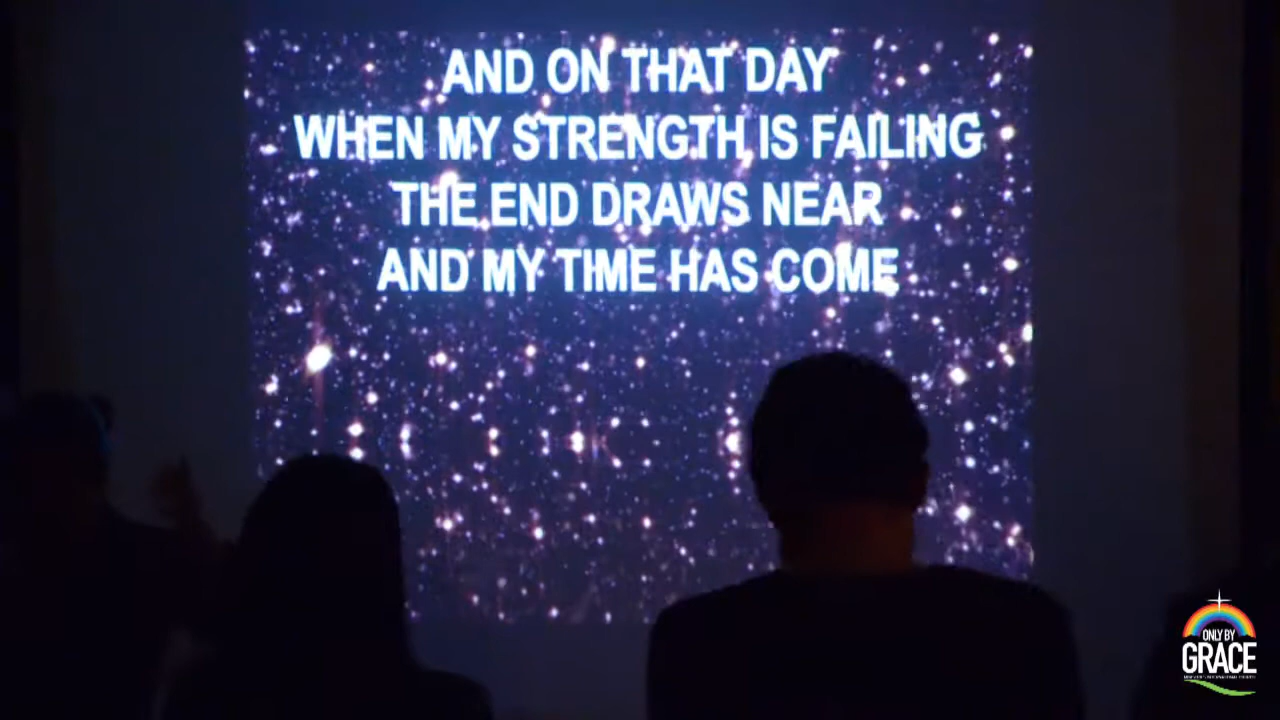 AND ON THAT DAY
WHEN MY STRENGTH IS FAILING
THE END DRAWS NEAR
AND MY TIME HAS COME
ONLY BY
GRACE